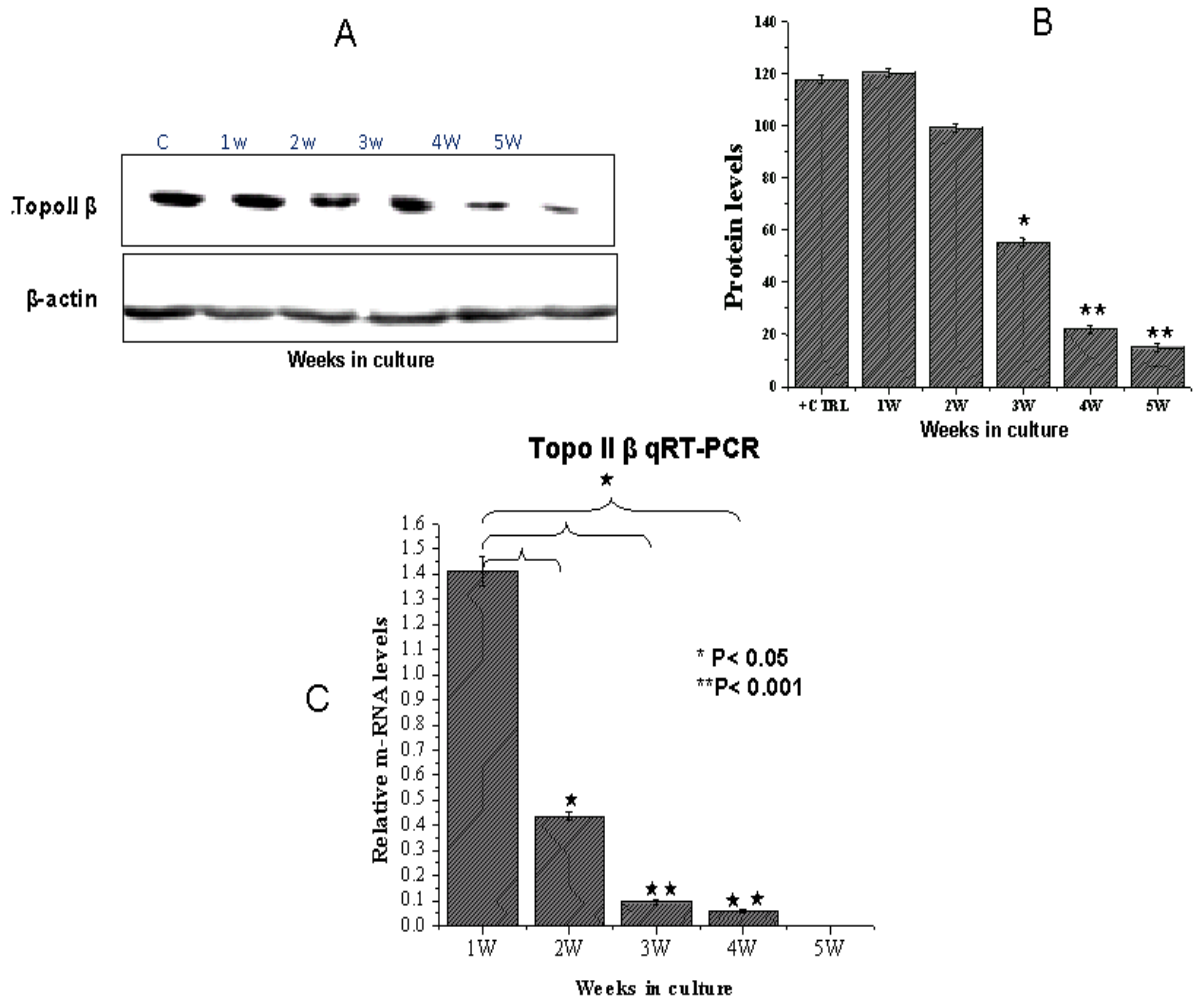 A
C 1w 2w 3w 4W 5W
.TopoII β
β-actin
Weeks in culture
B
140
120
100
80
60
40
20
0
Protein levels
*
**
**
+CTRL 1W 2W 3W 4W 5W
Weeks in culture
Topo II β qRT-PCR
★
C
Relative m-RNA levels
1.6
1.5
1.4
1.3
1.2
1.1
1.0
0.9
0.8
0.7
0.6
0.5
0.4
0.3
0.2
0.1
0.0
* P< 0.05
**P< 0.001
★
★★
★★
1W 2W 3W 4W 5W
Weeks in culture